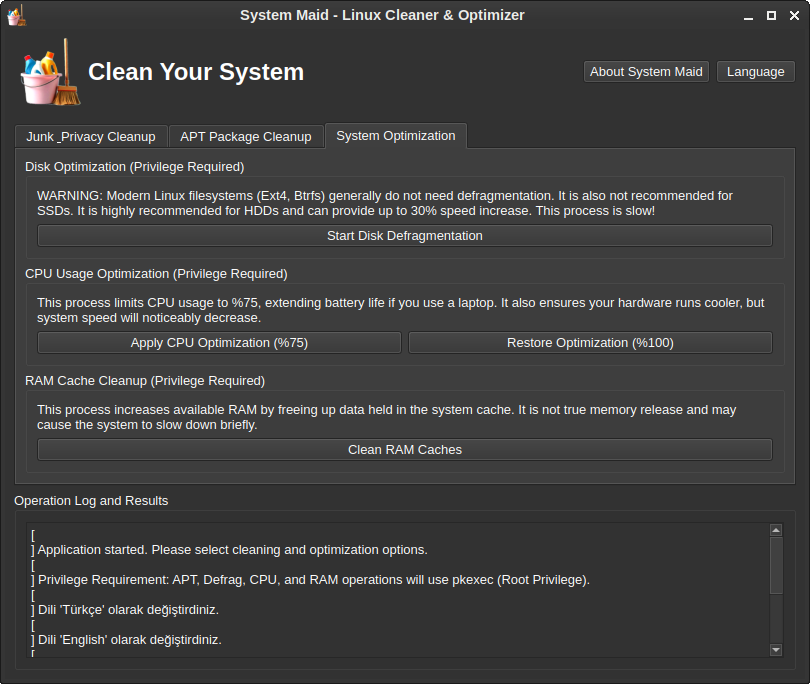 System Maid - Linux Cleaner & Optimizer
Clean Your System
About System Maid
Language
Junk _Privacy Cleanup
APT Package Cleanup
System Optimization
Disk Optimization (Privilege Required)
WARNING: Modern Linux filesystems (Ext4, Btrfs) generally do not need defragmentation. It is also not recommended for
SSDs. It is highly recommended for HDDs and can provide up to 30% speed increase. This process is slow!
Start Disk Defragmentation
CPU Usage Optimization (Privilege Required)
This process limits CPU usage to %75, extending battery life if you use a laptop. It also ensures your hardware runs cooler, but
system speed will noticeably decrease.
Apply CPU Optimization (%75)
Restore Optimization (%100)
RAM Cache Cleanup (Privilege Required)
This process increases available RAM by freeing up data held in the system cache. It is not true memory release and may
cause the system to slow down briefly.
Clean RAM Caches
Operation Log and Results
[
] Application started. Please select cleaning and optimization options.
[
] Privilege Requirement: APT, Defrag, CPU, and RAM operations will use pkexec (Root Privilege).
[
] Dili 'Türkçe' olarak değiştirdiniz.
[
] Dili 'English' olarak değiştirdiniz.
[